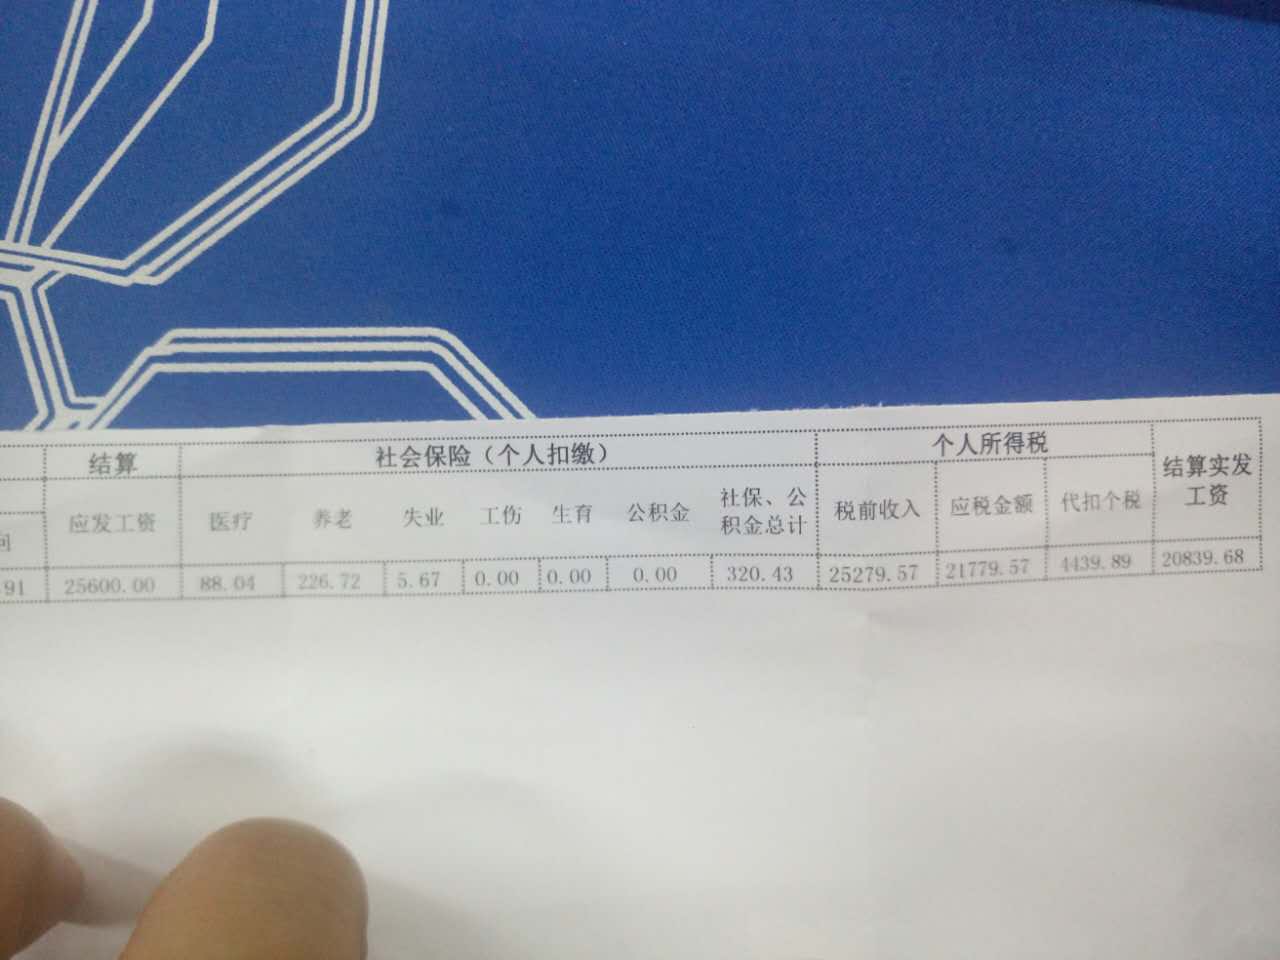 结算 社会保险（个人扣缴） 个人所得税 结算实发工资
应发工资 医疗 养老 失业 工伤 生育 公积金 社保、公积金总计 税前收入 应税金额 代扣个税
间
91 25600.00 88.04 226.72 5.67 0.00 0.00 0.00 320.43 25279.57 21779.57 4439.89 20839.68